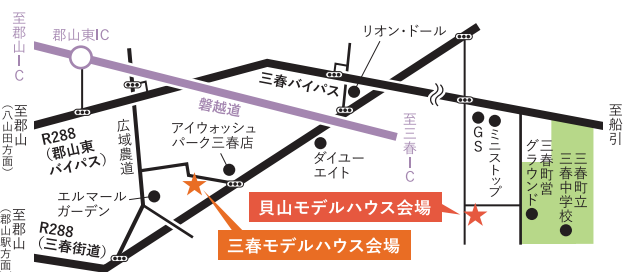 至郡山IC
郡山東IC
リオン・ドール
三春バイパス
磐越道
至郡山
(八山田方面)
R288
(郡山東
バイパス)
広域農道
アイウォッシュ
パーク三春店
ダイユー
エイト
至三春IC
GS
ミニストップ
三春町営
グラウンド
三春町立
三春中学校
至船引
エルマール
ガーデン
貝山モデルハウス会場
三春モデルハウス会場
至郡山
(郡山駅方面)
R288
(三春街道)